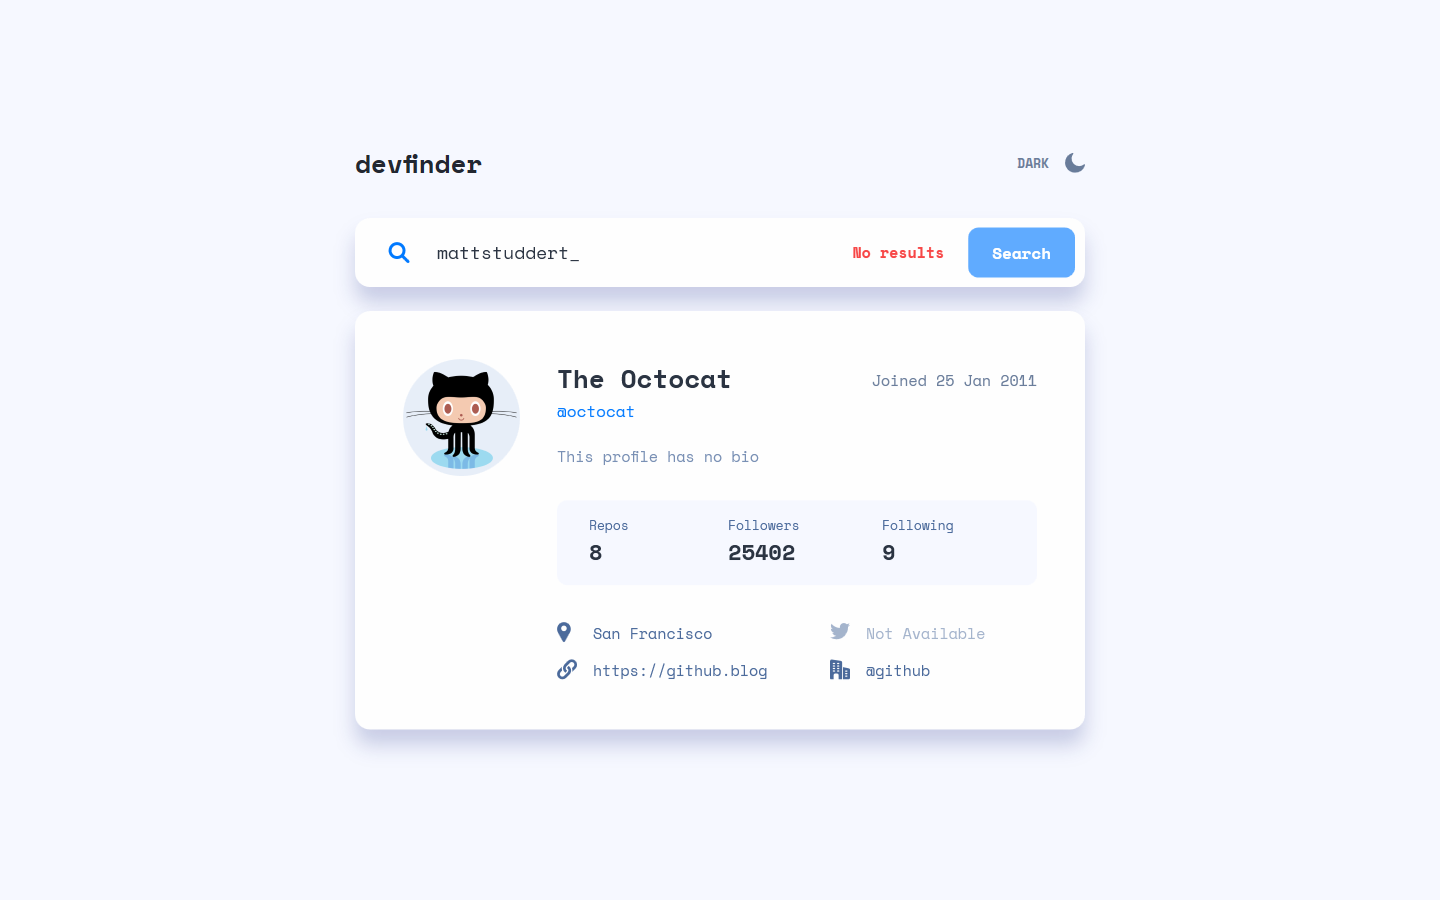 devfinder
DARK
mattstuddert_
No results
Search
The Octocat
Joined 25 Jan 2011
@octocat
This profile has no bio
Repos
Followers
Following
8
25402
9
San Francisco
Not Available
https://github.blog
@github